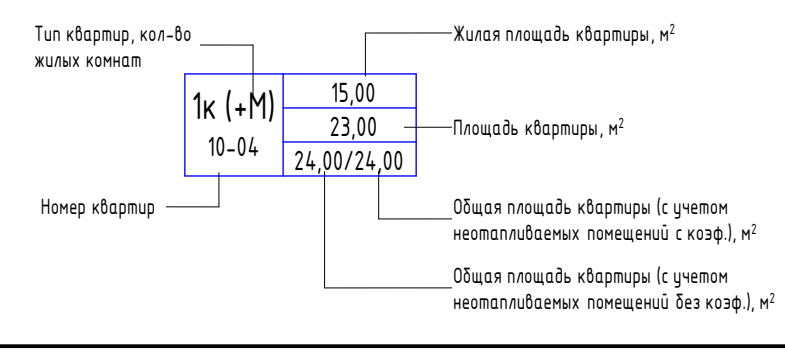 Тип квартир, кол-во
жилых комнат
Жилая площадь квартиры, м²
1к (+М)
10-04
15,00
23,00
24,00/24,00
Площадь квартиры, м²
Номер квартир
Общая площадь квартиры (с учетом
неотапливаемых помещений с коэф.), м²
Общая площадь квартиры (с учетом
неотапливаемых помещений без коэф.), м²